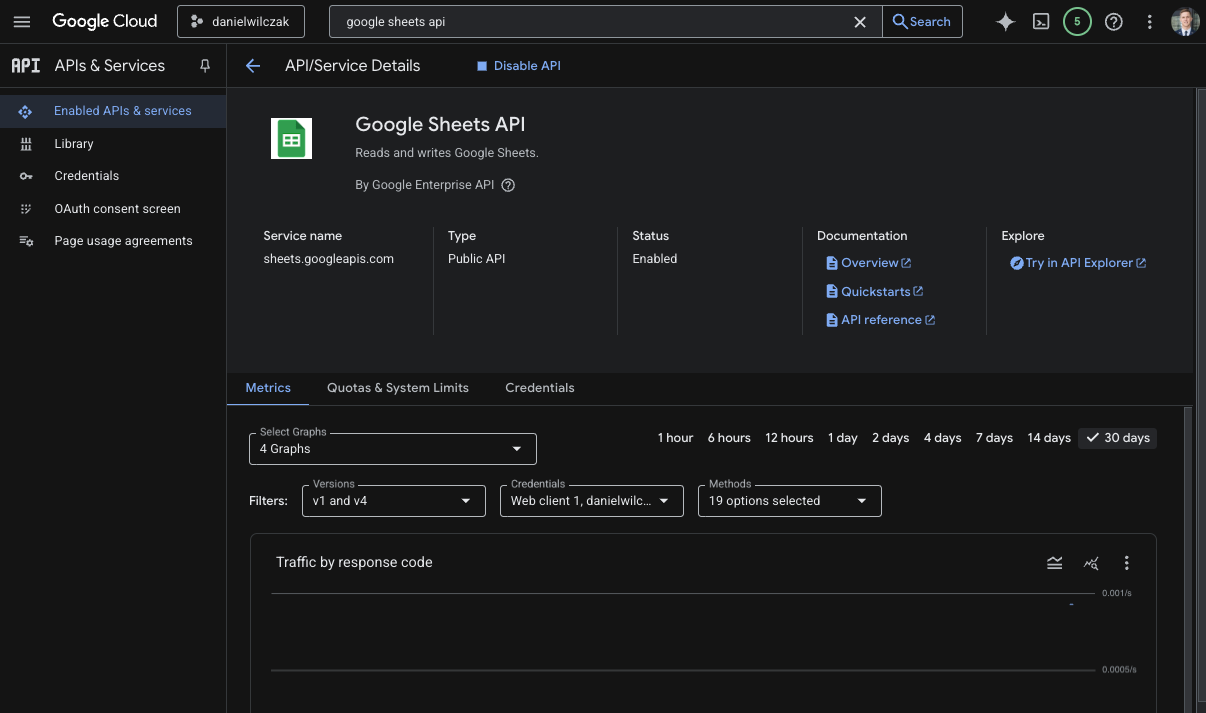 Google Cloud
danielwilczak
google sheets api
Search
5
API APIs & Services
API/Service Details
Disable API
Enabled APIs & services
Library
Credentials
OAuth consent screen
Page usage agreements
Google Sheets API
Reads and writes Google Sheets.
By Google Enterprise API
Service name
sheets.googleapis.com
Type
Public API
Status
Enabled
Documentation
Overview
Quickstarts
API reference
Explore
Try in API Explorer
Metrics
Quotas & System Limits
Credentials
Select Graphs
4 Graphs
1 hour 6 hours 12 hours 1 day 2 days 4 days 7 days 14 days 30 days
Filters:
Versions
v1 and v4
Credentials
Web client 1, danielwilc...
Methods
19 options selected
Traffic by response code
0.001/s
0.0005/s